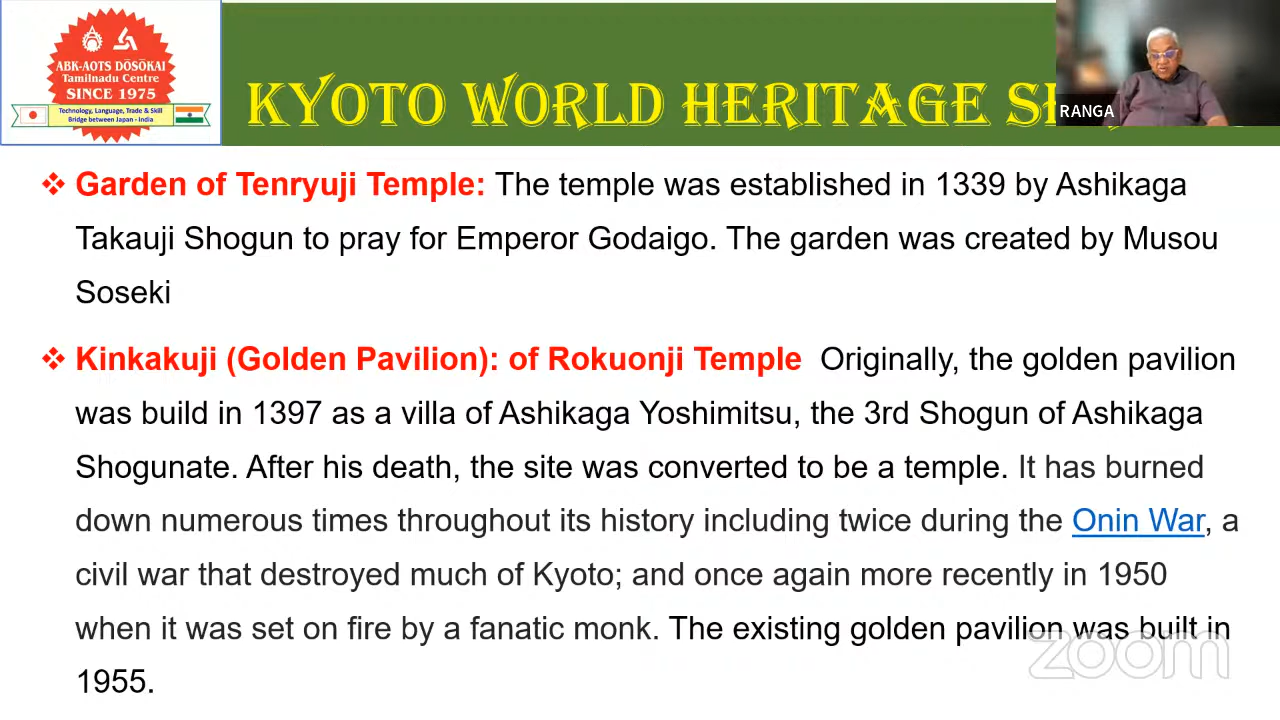 ABK-AOTS DŌSŌKAI
Tamilnadu Centre
SINCE 1975
Technology, Language, Trade & Skill
Bridge between Japan - India
KYOTO WORLD HERITAGE
RANGA
❖ Garden of Tenryuji Temple: The temple was established in 1339 by Ashikaga
Takauji Shogun to pray for Emperor Godaigo. The garden was created by Musou
Soseki
❖ Kinkakuji (Golden Pavilion): of Rokuonji Temple Originally, the golden pavilion
was build in 1397 as a villa of Ashikaga Yoshimitsu, the 3rd Shogun of Ashikaga
Shogunate. After his death, the site was converted to be a temple. It has burned
down numerous times throughout its history including twice during the Onin War, a
civil war that destroyed much of Kyoto; and once again more recently in 1950
when it was set on fire by a fanatic monk. The existing golden pavilion was built in
1955.
zoom